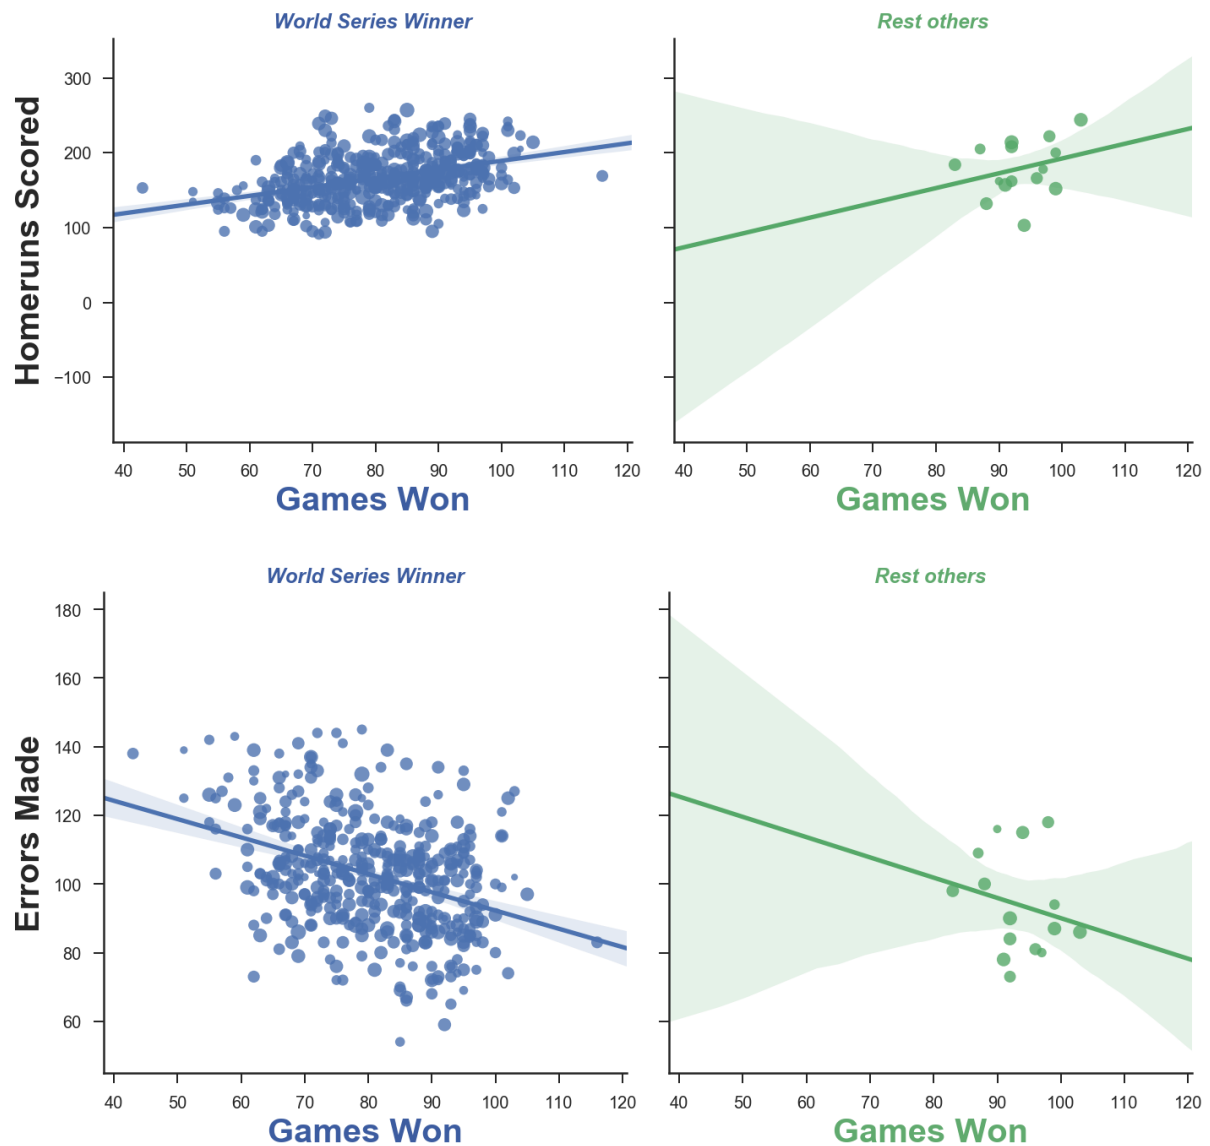 World Series Winner
Rest others
Homeruns Scored
300
200
100
0
−100
40 50 60 70 80 90 100 110 120
40 50 60 70 80 90 100 110 120
Games Won
Games Won
World Series Winner
Rest others
Errors Made
180
160
140
120
100
80
60
40 50 60 70 80 90 100 110 120
40 50 60 70 80 90 100 110 120
Games Won
Games Won